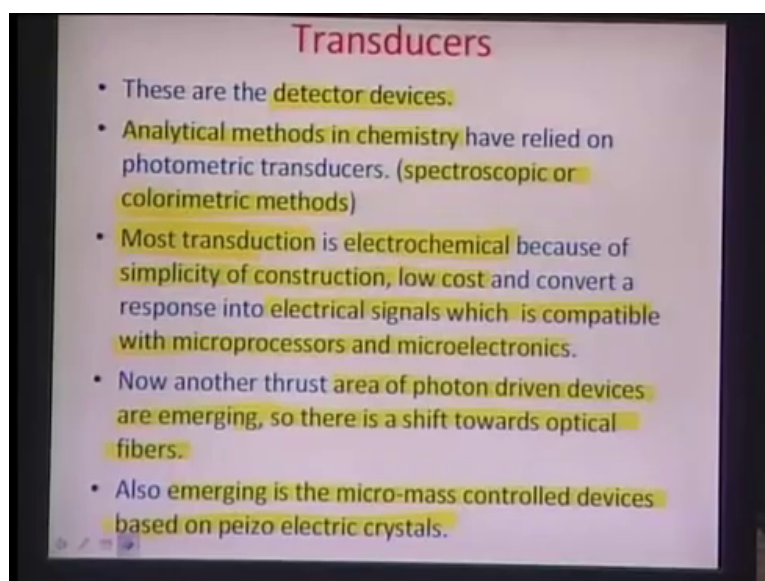 Transducers
• These are the detector devices.
• Analytical methods in chemistry have relied on
photometric transducers. (spectroscopic or
colorimetric methods)
• Most transduction is electrochemical because of
simplicity of construction, low cost and convert a
response into electrical signals which is compatible
with microprocessors and microelectronics.
• Now another thrust area of photon driven devices
are emerging, so there is a shift towards optical
fibers.
• Also emerging is the micro-mass controlled devices
based on peizo electric crystals.